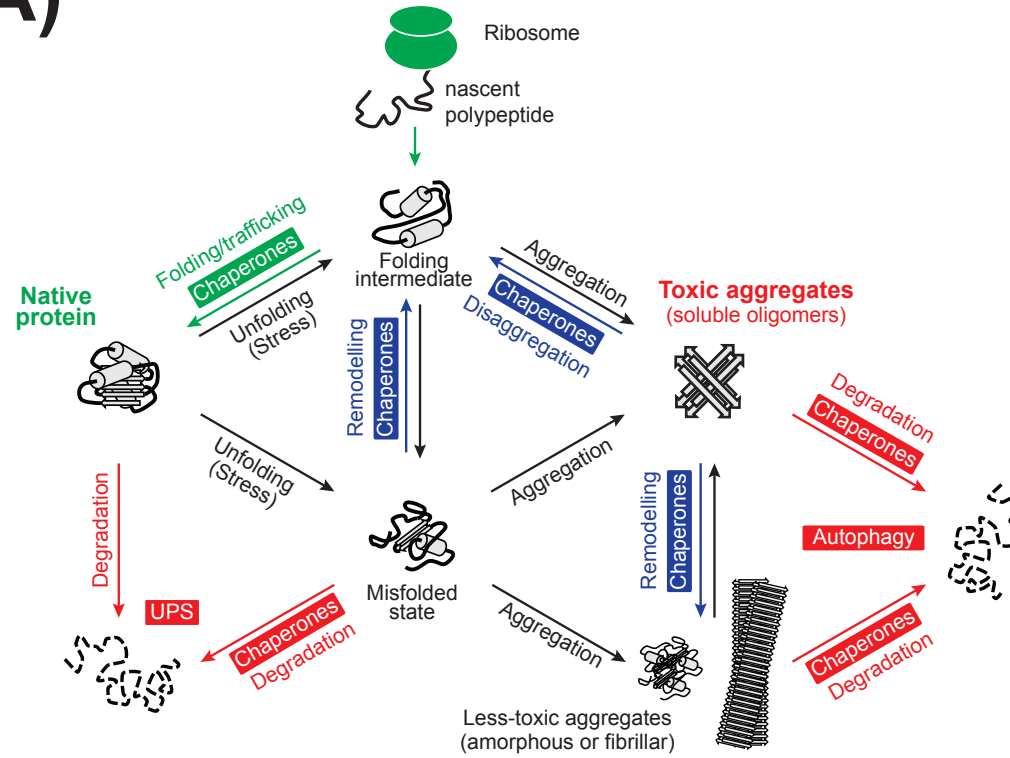 A)
Ribosome
nascent
polypeptide
Folding/trafficking
Chaperones
Unfolding
(Stress)
Folding
intermediate
Aggregation
Chaperones
Disaggregation
Native
protein
Toxic aggregates
(soluble oligomers)
Remodelling
Chaperones
Degradation
Chaperones
Unfolding
(Stress)
Aggregation
Degradation
Remodelling
Chaperones
Autophagy
UPS
Misfolded
state
Chaperones
Degradation
Aggregation
Chaperones
Degradation
Less-toxic aggregates
(amorphous or fibrillar)